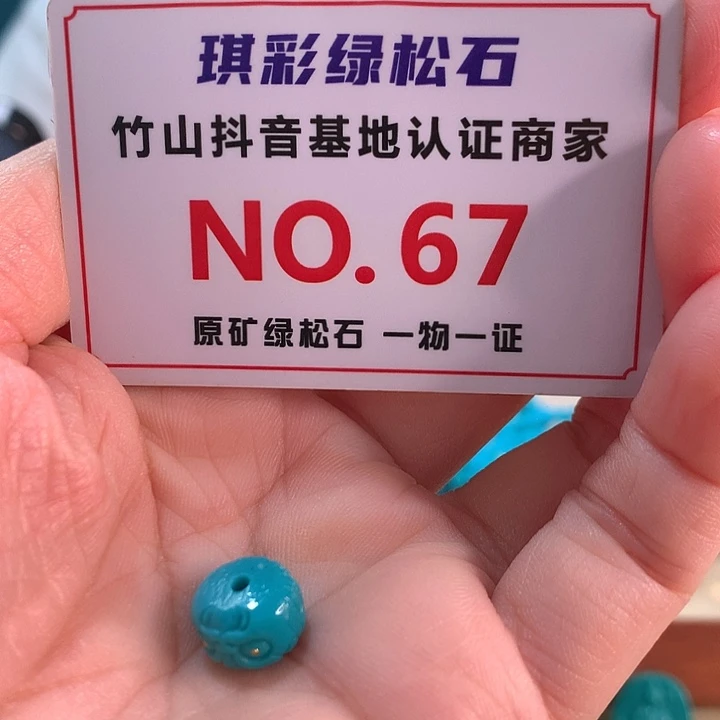 琪彩绿松石
竹山抖音基地认证商家
NO.67
原矿绿松石 一物一证